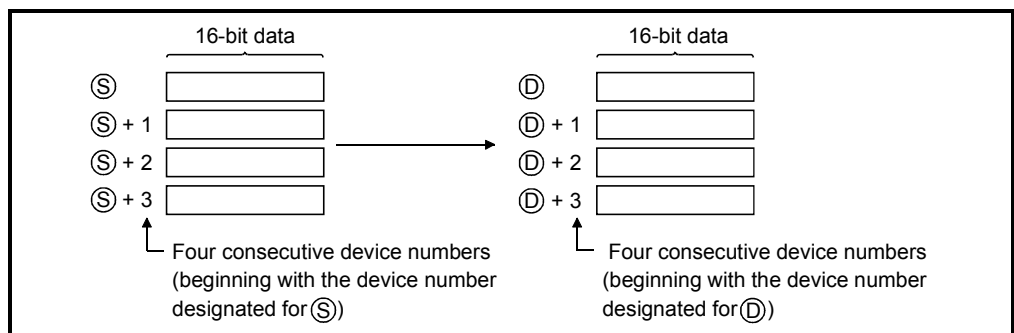 16-bit data 16-bit data
Ⓢ Ⓓ
Ⓢ + 1 Ⓓ + 1
Ⓢ + 2 Ⓓ + 2
Ⓢ + 3 Ⓓ + 3
Four consecutive device numbers
(beginning with the device number
designated for Ⓢ)
Four consecutive device numbers
(beginning with the device number
designated for Ⓓ)